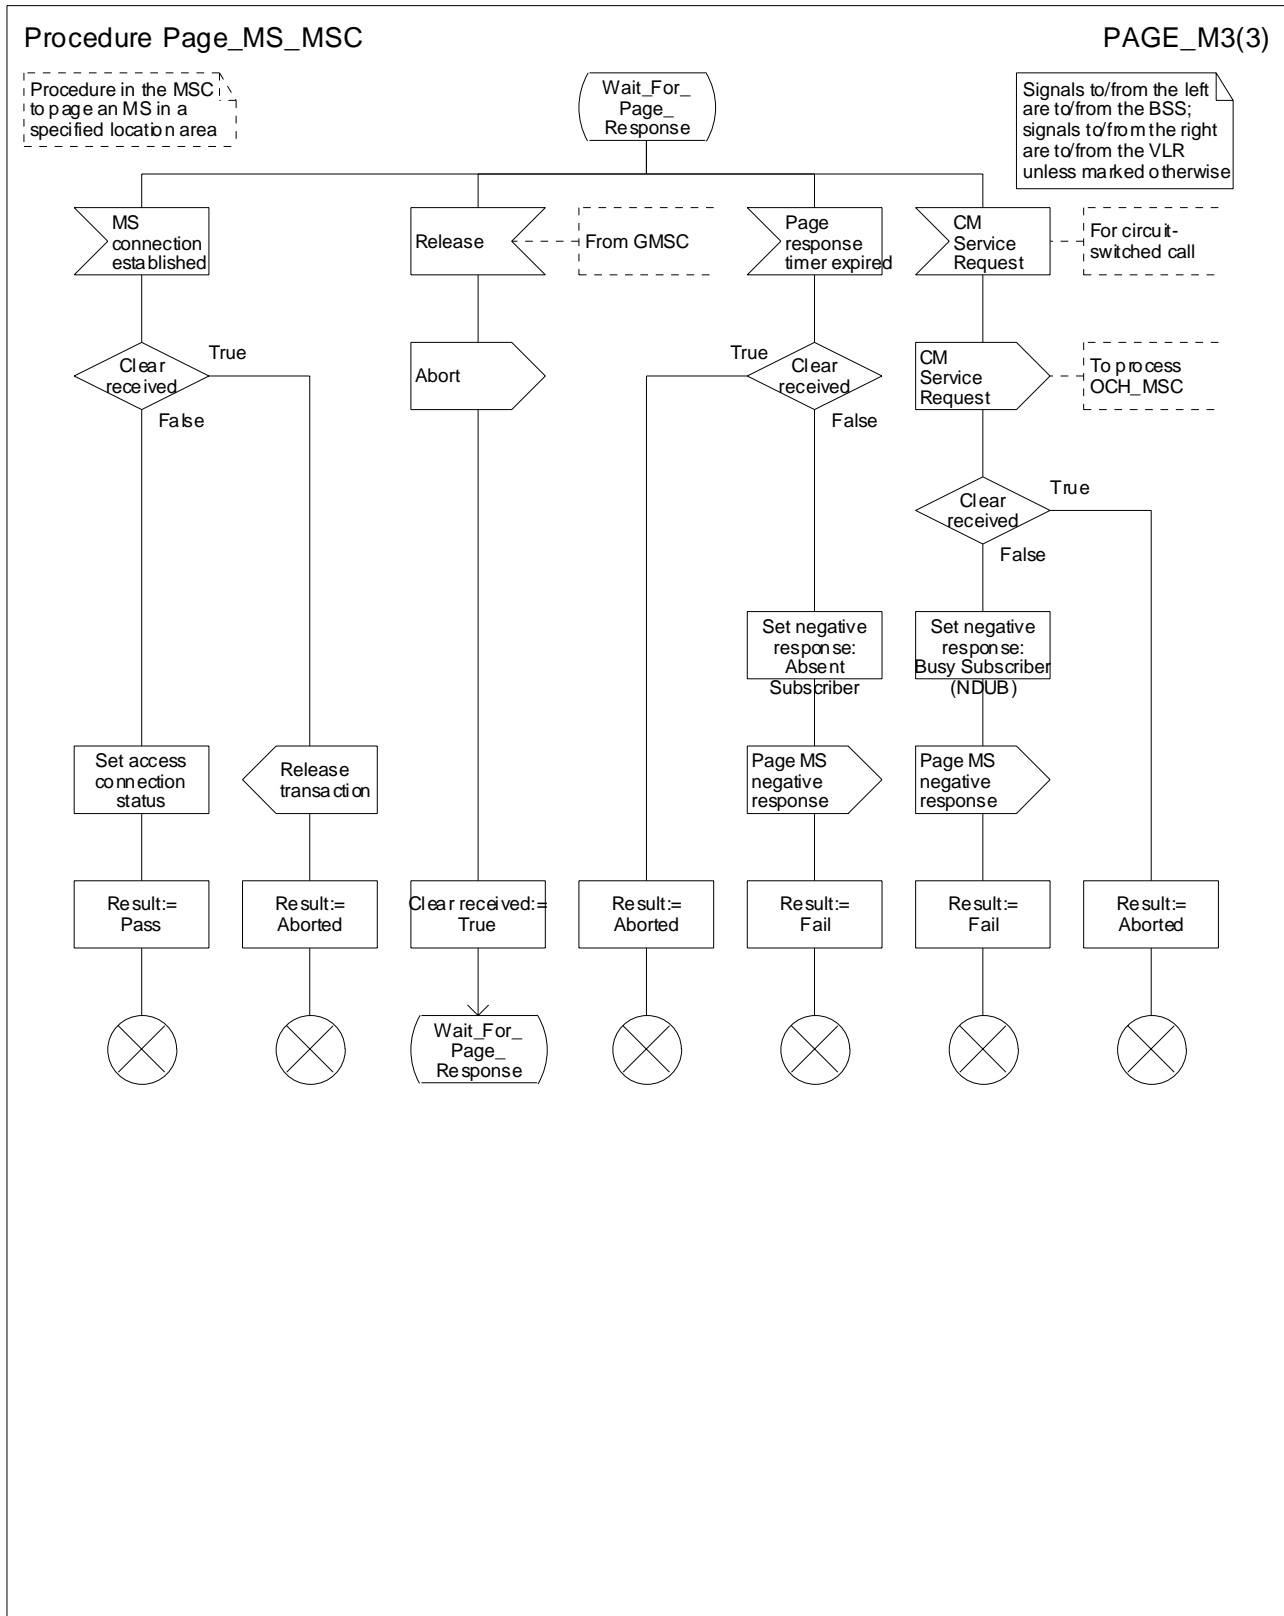 Procedure Page_MS_MSC
PAGE_M3(3)
Procedure in the MSC
to page an MS in a
specified location area
Wait_For_
Page_
Response
Signals to/from the left
are to/from the BSS;
signals to/from the right
are to/from the VLR
unless marked otherwise
MS
connection
established
Release
From GMSC
Page
response
timer expired
CM
Service
Request
For circuit-
switched call
Clear
received
True
False
Abort
True
Clear
received
False
CM
Service
Request
To process
OCH_MSC
Clear
received
True
False
Set negative
response:
Absent
Subscriber
Set negative
response:
Busy Subscriber
(NDUB)
Set access
connection
status
Release
transaction
Page MS
negative
response
Page MS
negative
response
Result:=
Pass
Result:=
Aborted
Clear received:=
True
Result:=
Aborted
Result:=
Fail
Result:=
Fail
Result:=
Aborted
Wait_For_
Page_
Response